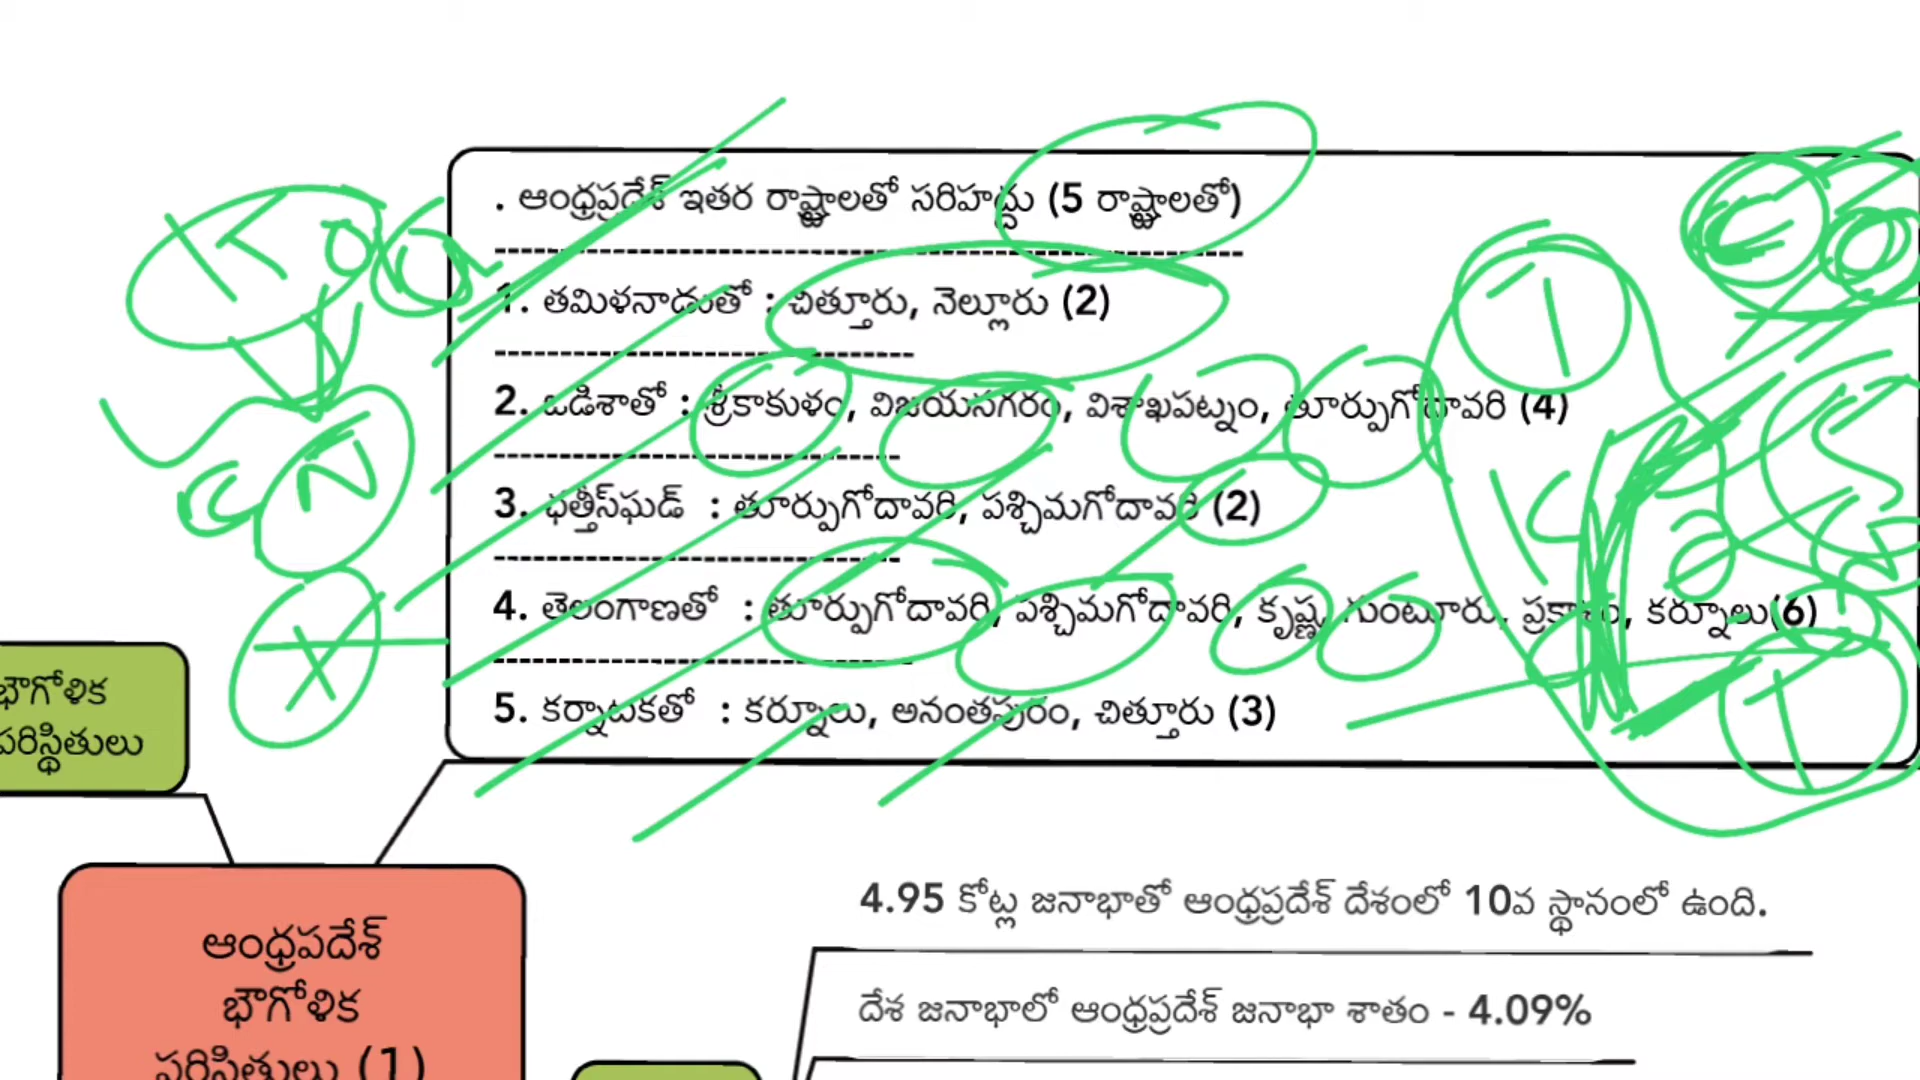 . ఆంధ్రప్రదేశ్ ఇతర రాష్ట్రాలతో సరిహద్దు (5 రాష్ట్రాలతో)
1. తమిళనాడుతో : చిత్తూరు, నెల్లూరు (2)
2. ఒడిశాతో : శ్రీకాకుళం, విజయనగరం, విశాఖపట్నం, తూర్పుగోదావరి (4)
3. ఛత్తీస్‌ఘడ్ : తూర్పుగోదావరి, పశ్చిమగోదావరి (2)
4. తెలంగాణతో : తూర్పుగోదావరి, పశ్చిమగోదావరి, కృష్ణ, గుంటూరు, ప్రకాశం, కర్నూలు(6)
5. కర్నాటకతో : కర్నూలు, అనంతపురం, చిత్తూరు (3)
భౌగోళిక
పరిస్థితులు
4.95 కోట్ల జనాభాతో ఆంధ్రప్రదేశ్ దేశంలో 10వ స్థానంలో ఉంది.
దేశ జనాభాలో ఆంధ్రప్రదేశ్ జనాభా శాతం - 4.09%
ఆంధ్రపదేశ్
భౌగోళిక
పరిస్థితులు (1)